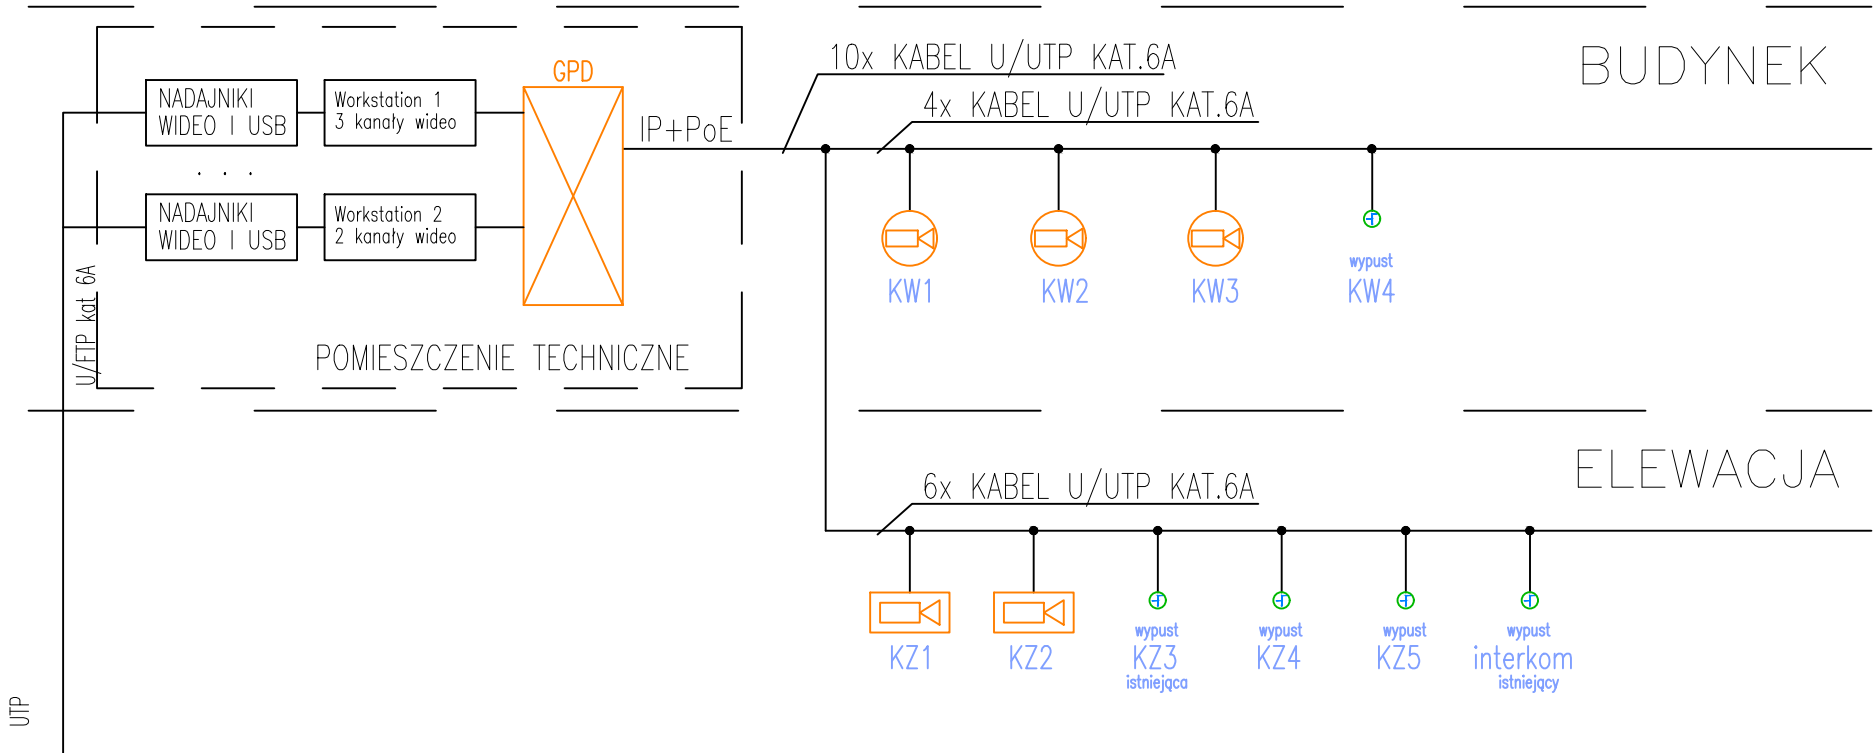 10x KABEL U/UTP KAT.6A
BUDYNEK
GPD
NADAJNIKI
WIDEO I USB
Workstation 1
3 kanały wideo
4x KABEL U/UTP KAT.6A
IP+PoE
. . .
NADAJNIKI
WIDEO I USB
Workstation 2
2 kanały wideo
wypust
KW1
KW2
KW3
KW4
U/FTP kat 6A
POMIESZCZENIE TECHNICZNE
ELEWACJA
6x KABEL U/UTP KAT.6A
KZ1
KZ2
wypust
KZ3
istniejąca
wypust
KZ4
wypust
KZ5
wypust
interkom
istniejący
UTP